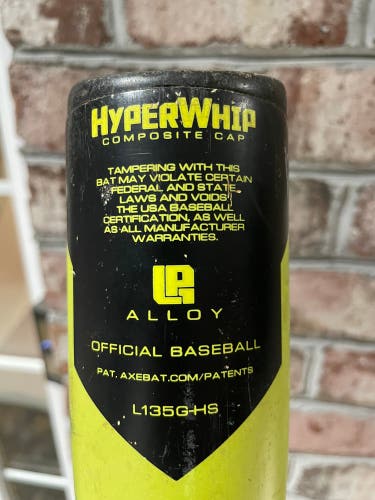 HYPERWHIP
COMPOSITE CAP
TAMPERING WITH THIS
BAT MAY VIOLATE CERTAIN
FEDERAL AND STATE
LAWS AND VOIDS
THE USA BASEBALL
CERTIFICATION, AS WELL
AS ALL MANUFACTURER
WARRANTIES.
ALLOY
OFFICIAL BASEBALL
PAT. AXEBAT.COM/PATENTS
L135G-HS